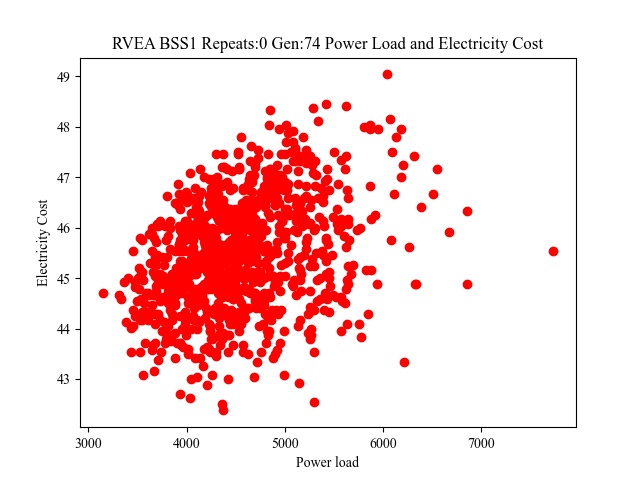 RVEA BSS1 Repeats:0 Gen:74 Power Load and Electricity Cost
49
48
47
46
45
44
43
Electricity Cost
3000 4000 5000 6000 7000
Power load